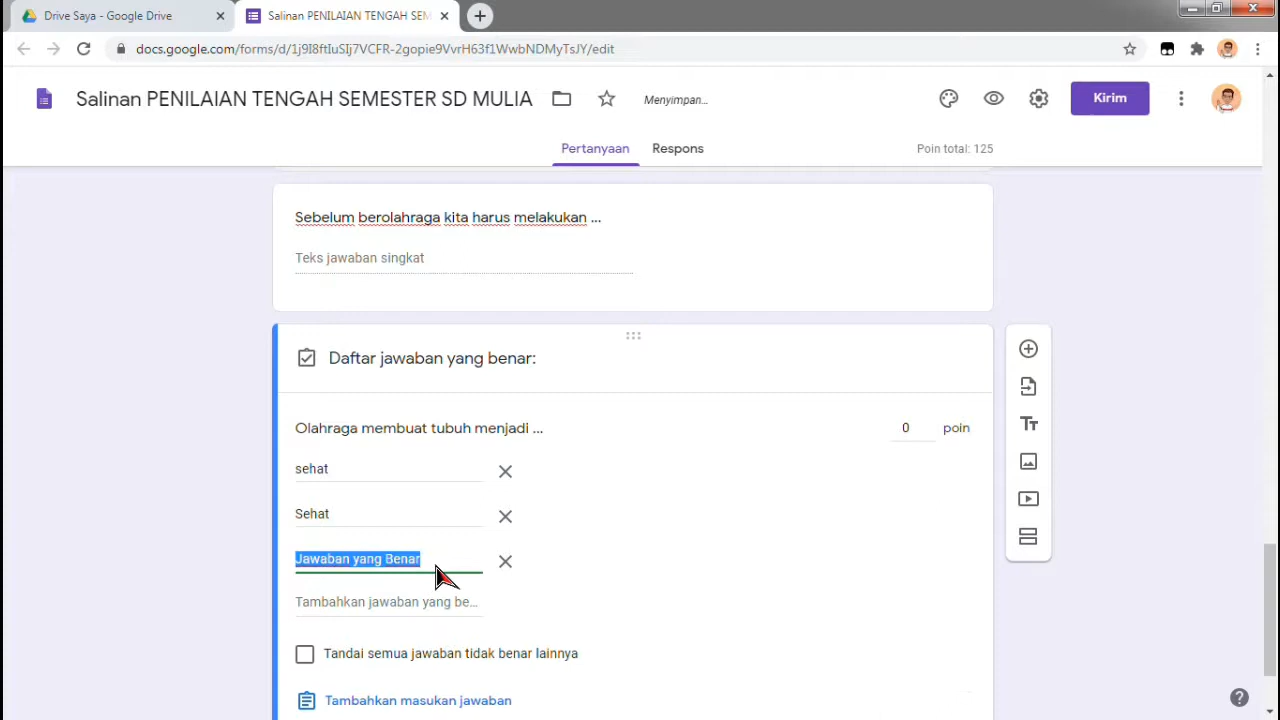 Drive Saya - Google Drive
Salinan PENILAIAN TENGAH SEM
docs.google.com/forms/d/1j9I8ftIuSIj7VCFR-2gopie9VvrH63f1WwbNDMyTsJY/edit
Salinan PENILAIAN TENGAH SEMESTER SD MULIA
Menyimpan...
Kirim
Pertanyaan
Respons
Poin total: 125
Sebelum berolahraga kita harus melakukan ...
Teks jawaban singkat
Daftar jawaban yang benar:
Olahraga membuat tubuh menjadi ...
0 poin
sehat
Sehat
Jawaban yang Benar
Tambahkan jawaban yang be...
Tandai semua jawaban tidak benar lainnya
Tambahkan masukan jawaban